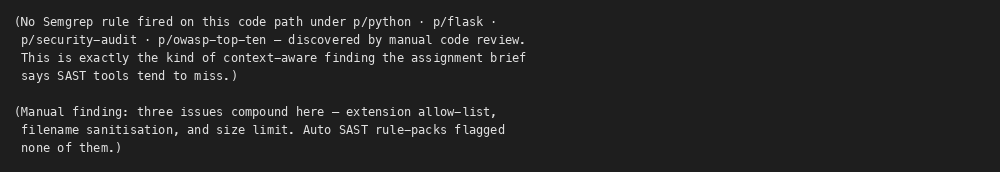 (No Semgrep rule fired on this code path under p/python · p/flask ·
p/security-audit · p/owasp-top-ten — discovered by manual code review.
This is exactly the kind of context-aware finding the assignment brief
says SAST tools tend to miss.)
(Manual finding: three issues compound here — extension allow-list,
filename sanitisation, and size limit. Auto SAST rule-packs flagged
none of them.)